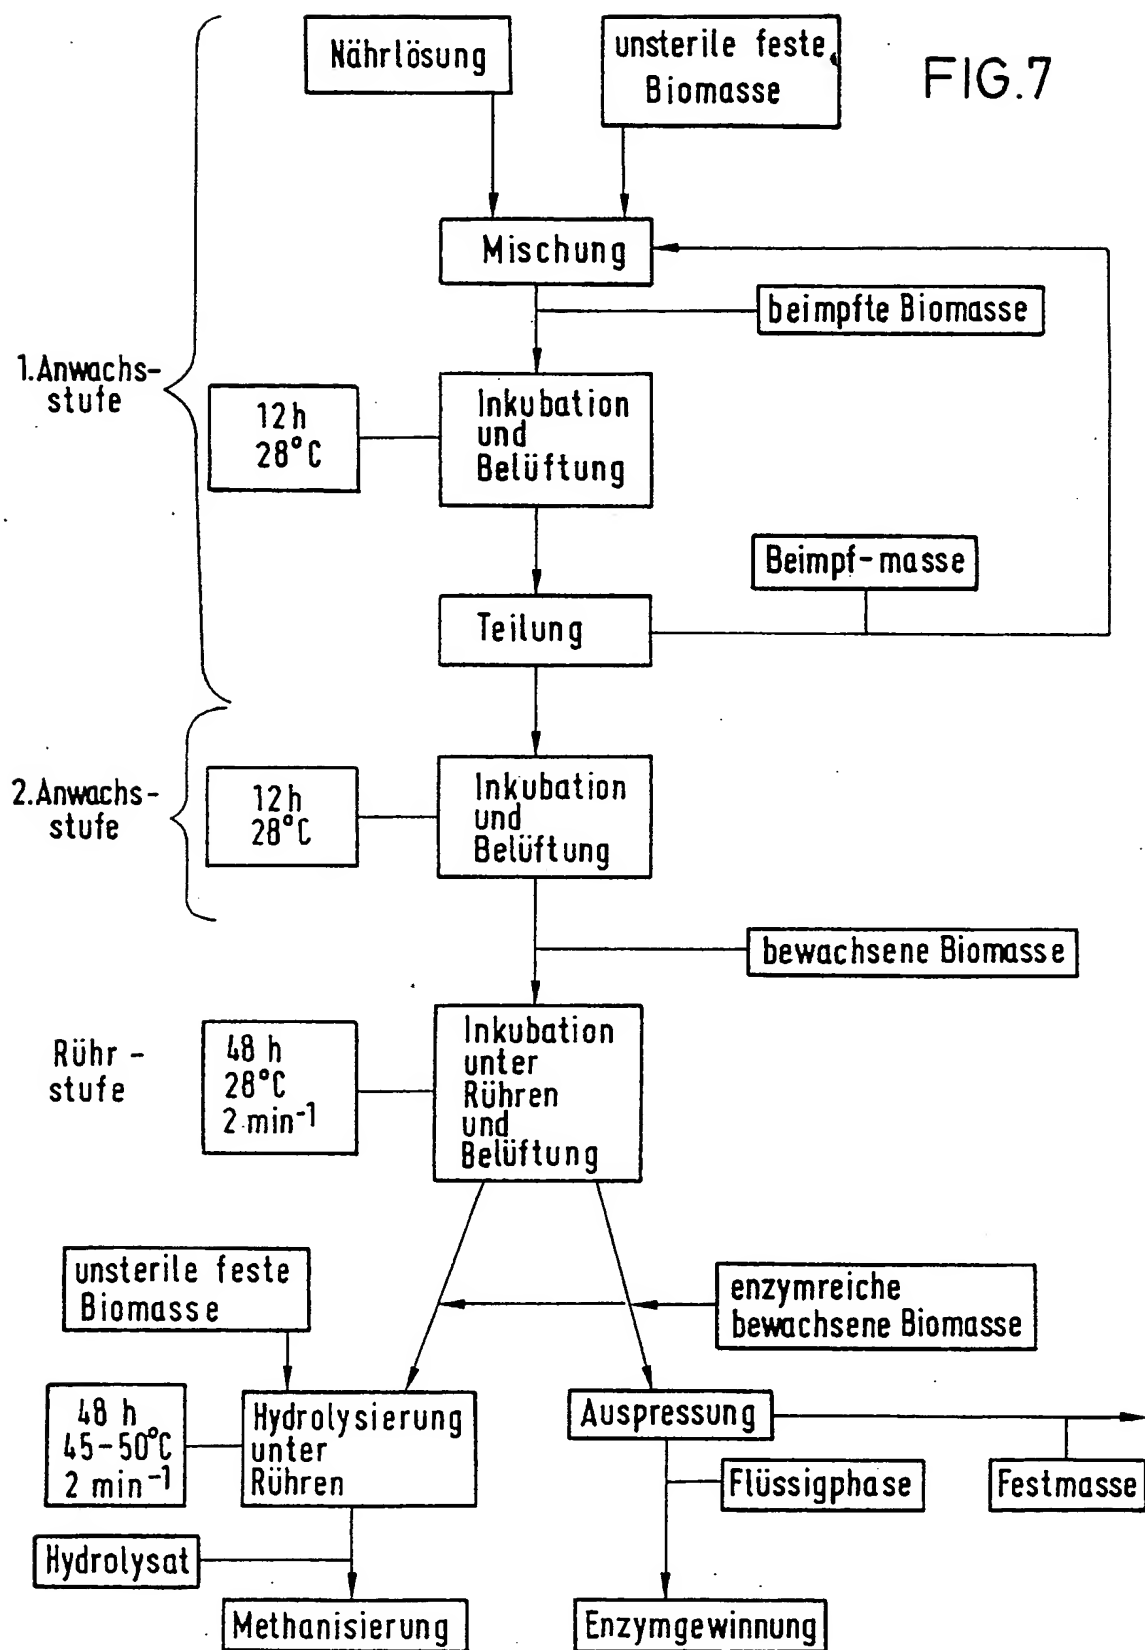 FIG.7
Nährlösung
unsterile feste
Biomasse
Mischung
beimpfte Biomasse
1.Anwachs-
stufe
12h
28°C
Inkubation
und
Belüftung
Beimpf-masse
Teilung
2.Anwachs-
stufe
12h
28°C
Inkubation
und
Belüftung
bewachsene Biomasse
Rühr-
stufe
48 h
28°C
2 min⁻¹
Inkubation
unter
Rühren
und
Belüftung
unsterile feste
Biomasse
enzymreiche
bewachsene Biomasse
48 h
45-50°C
2 min⁻¹
Hydrolysierung
unter
Rühren
Auspressung
Flüssigphase
Festmasse
Hydrolysat
Methanisierung
Enzymgewinnung